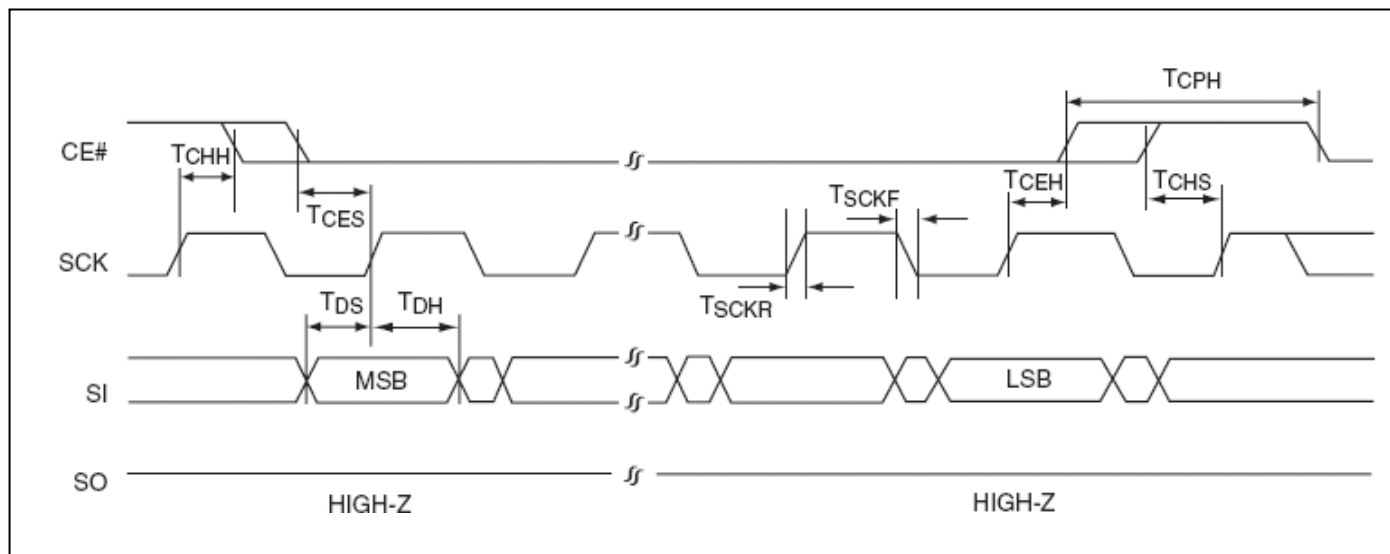 TCPH
CE#
TCHH
TCES
TSCKF
TCEH
TCHS
SCK
TDS
TDH
TSCKR
SI
MSB
LSB
SO
HIGH-Z
HIGH-Z